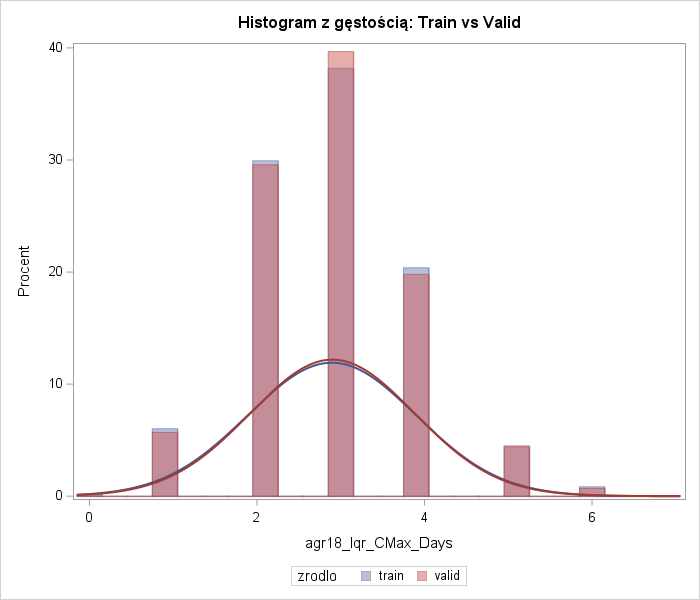 Histogram z gęstością: Train vs Valid
40
30
20
10
0
Procent
0 2 4 6
agr18_Iqr_CMax_Days
zrodlo train valid